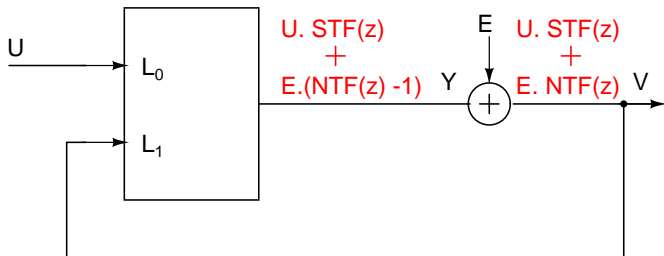 U
L0
L1
U. STF(z)
+
E.(NTF(z) -1)
Y
E
+
U. STF(z)
+
E. NTF(z)
V